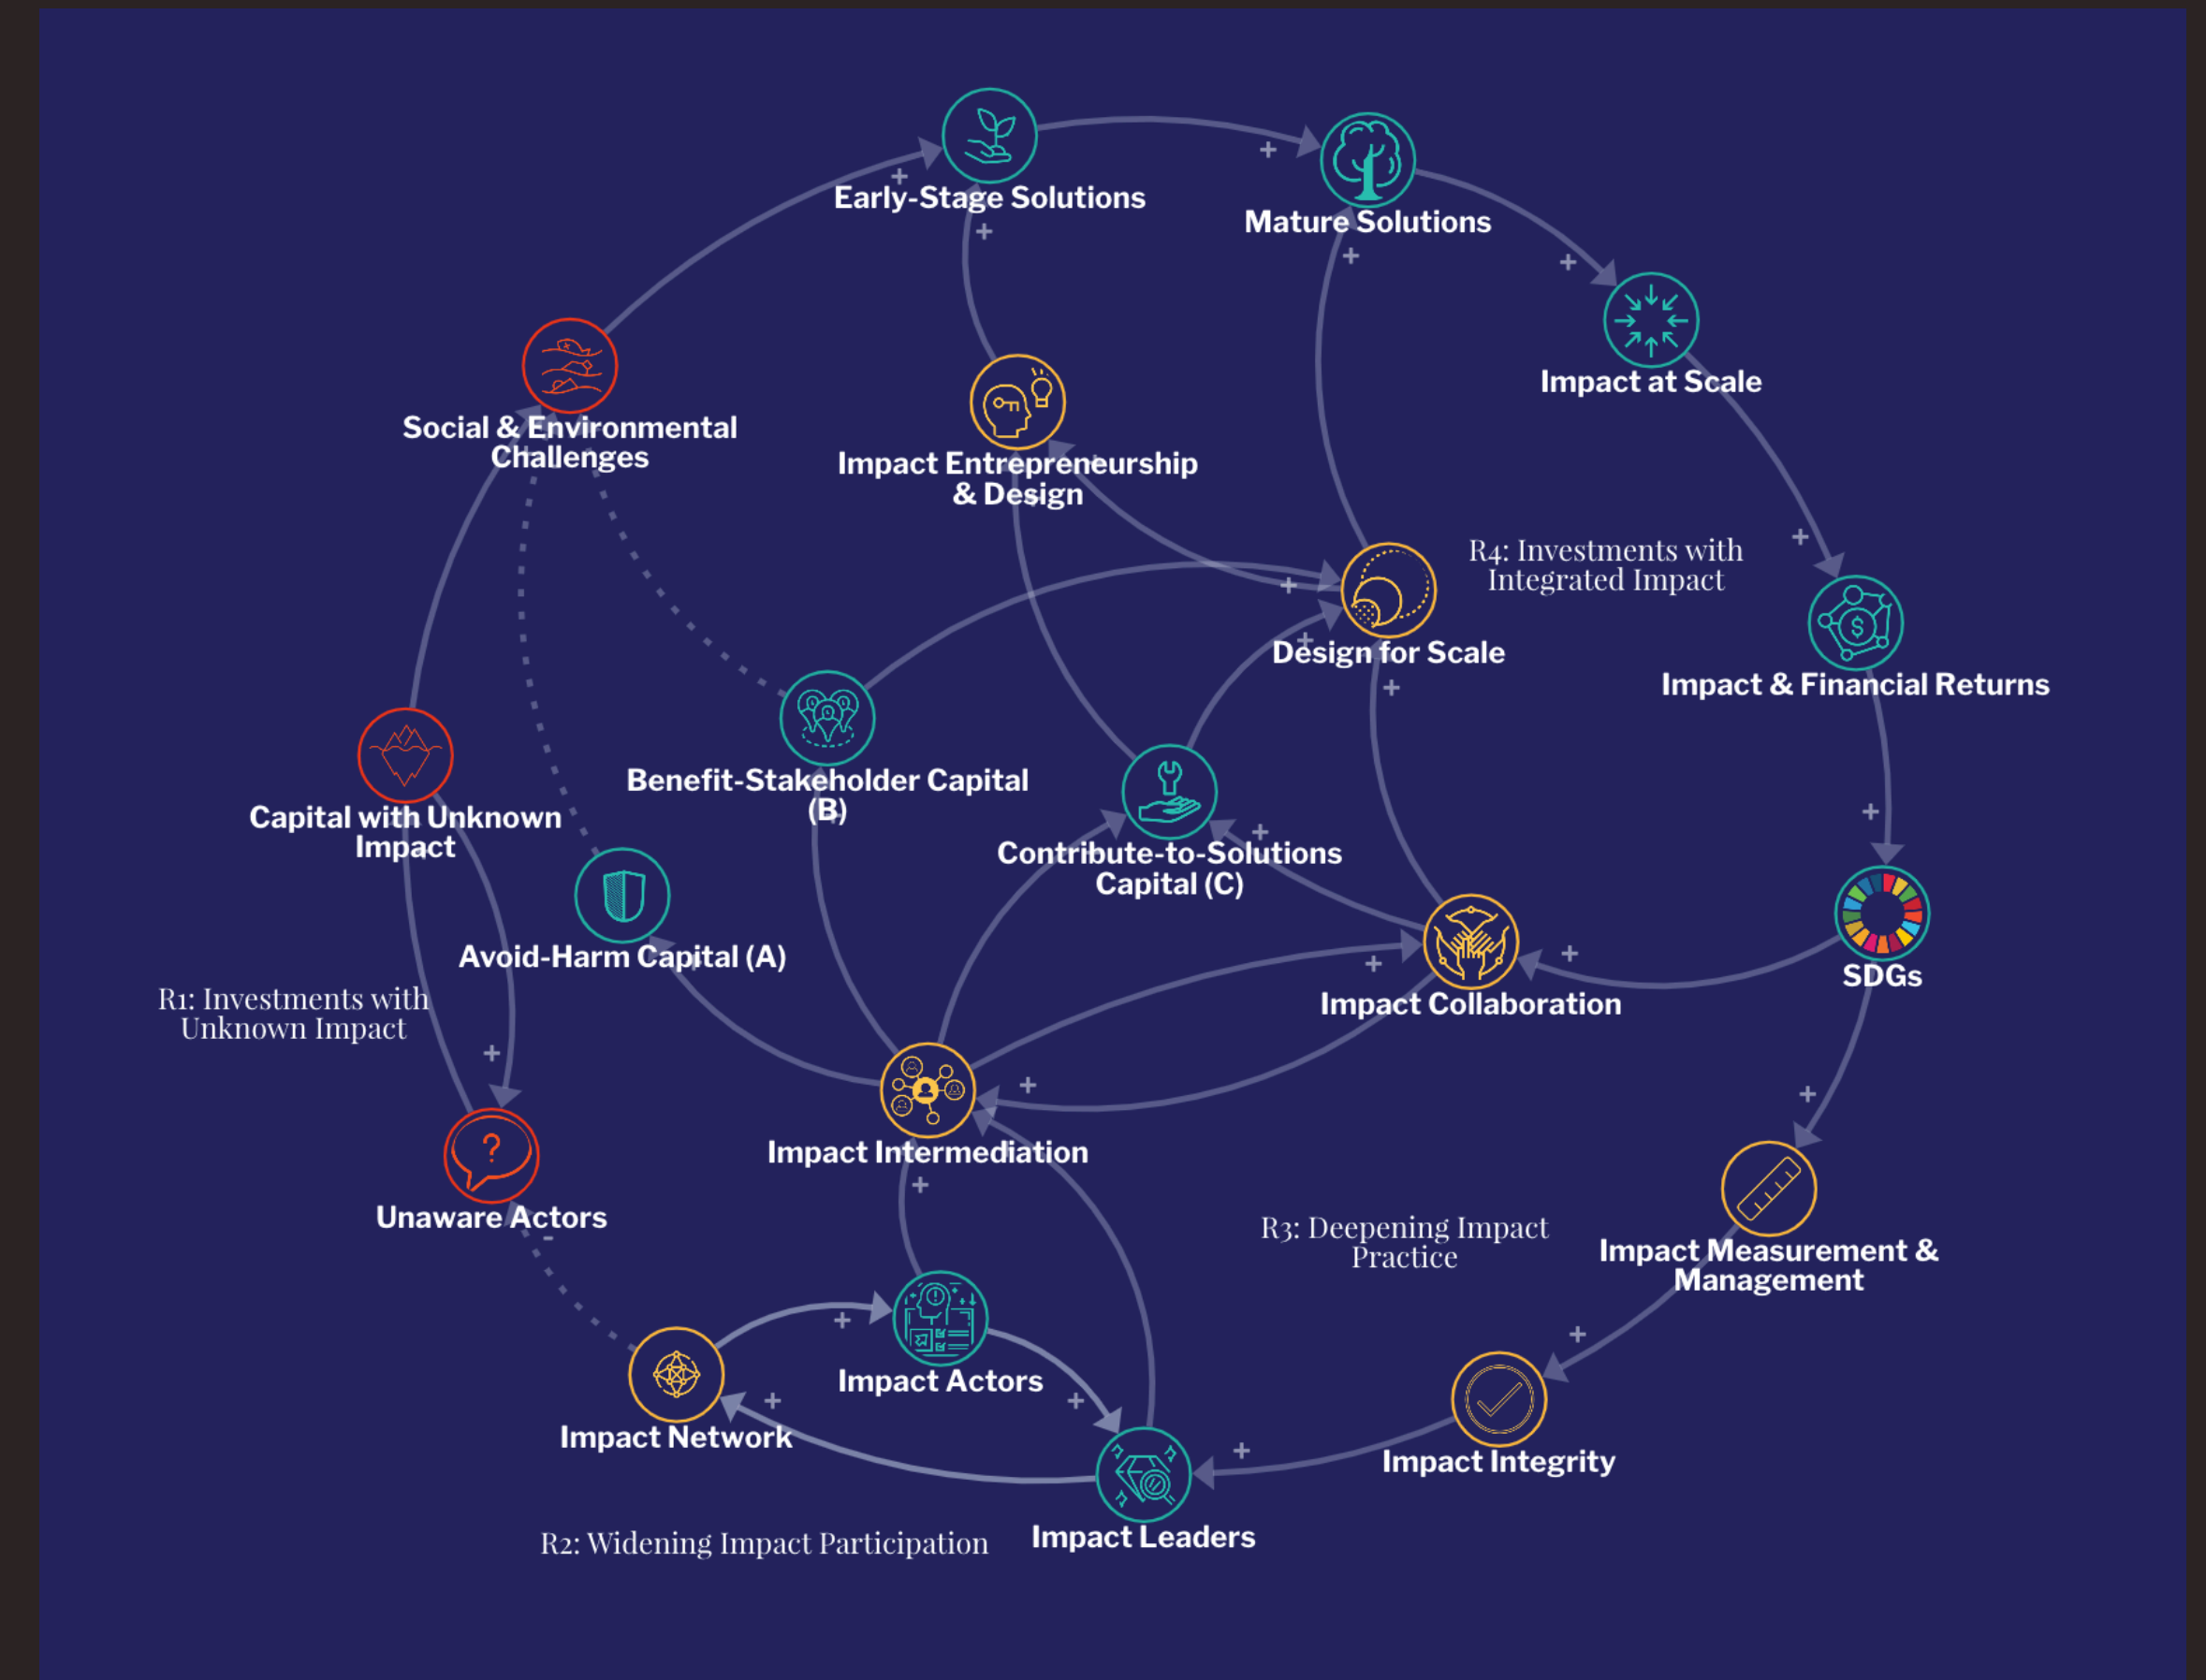 Early-Stage Solutions
Mature Solutions
Impact at Scale
Social & Environmental
Challenges
Impact Entrepreneurship
& Design
R4: Investments with
Integrated Impact
Design for Scale
Impact & Financial Returns
Benefit-Stakeholder Capital
(B)
Capital with Unknown
Impact
Contribute-to-Solutions
Capital (C)
Avoid-Harm Capital (A)
SDGs
R1: Investments with
Unknown Impact
Impact Collaboration
Impact Intermediation
Unaware Actors
R3: Deepening Impact
Practice
Impact Measurement &
Management
Impact Actors
Impact Network
Impact Integrity
R2: Widening Impact Participation
Impact Leaders